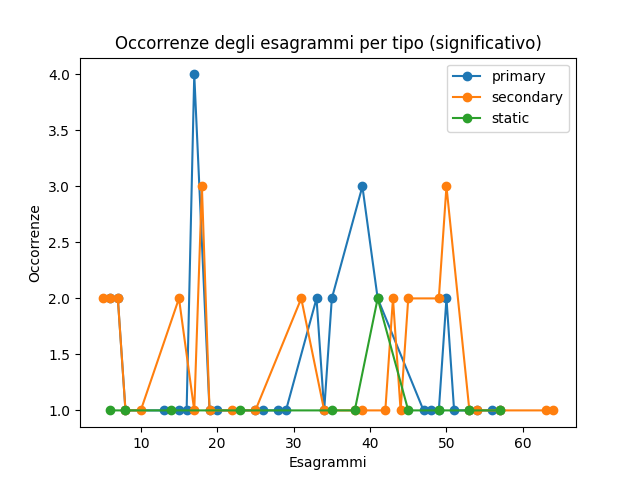 Occorrenze degli esagrammi per tipo (significativo)
primary
secondary
static
4.0
3.5
3.0
2.5
2.0
1.5
1.0
Occorrenze
10 20 30 40 50 60
Esagrammi